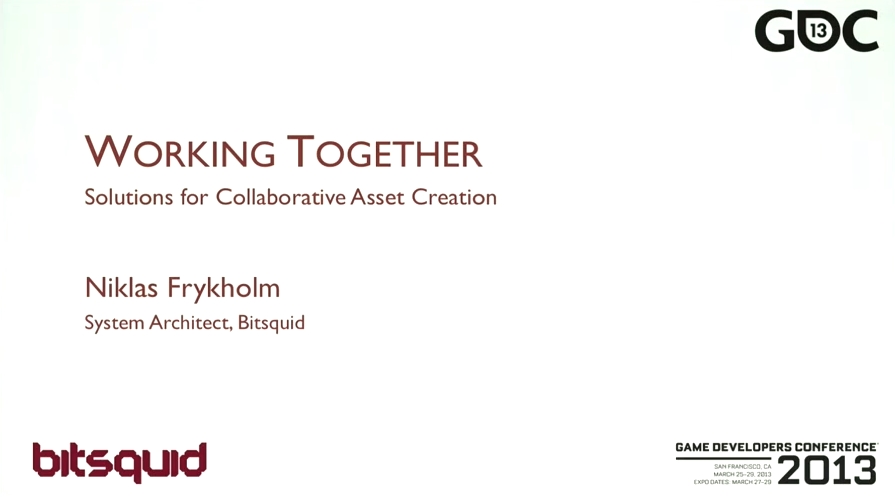 GDC
13
WORKING TOGETHER
Solutions for Collaborative Asset Creation
Niklas Frykholm
System Architect, Bitsquid
bitsquid
GAME DEVELOPERS CONFERENCE
SAN FRANCISCO, CA
MARCH 25–29, 2013
EXPO DATES: MARCH 27–29
2013